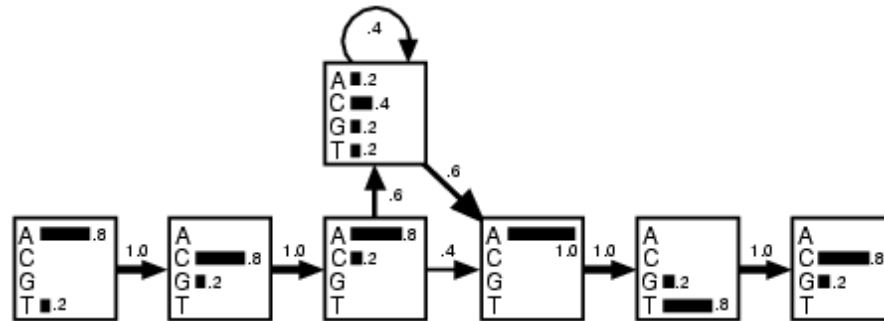 .4
A .2
C .4
G .2
T .2
.6 .6
A .8 A A .8 A A A
C 1.0 C .8 1.0 C .2 .4 C 1.0 1.0 C 1.0 C .8
G G .2 G G G .2 G .2
T .2 T T T T .8 T